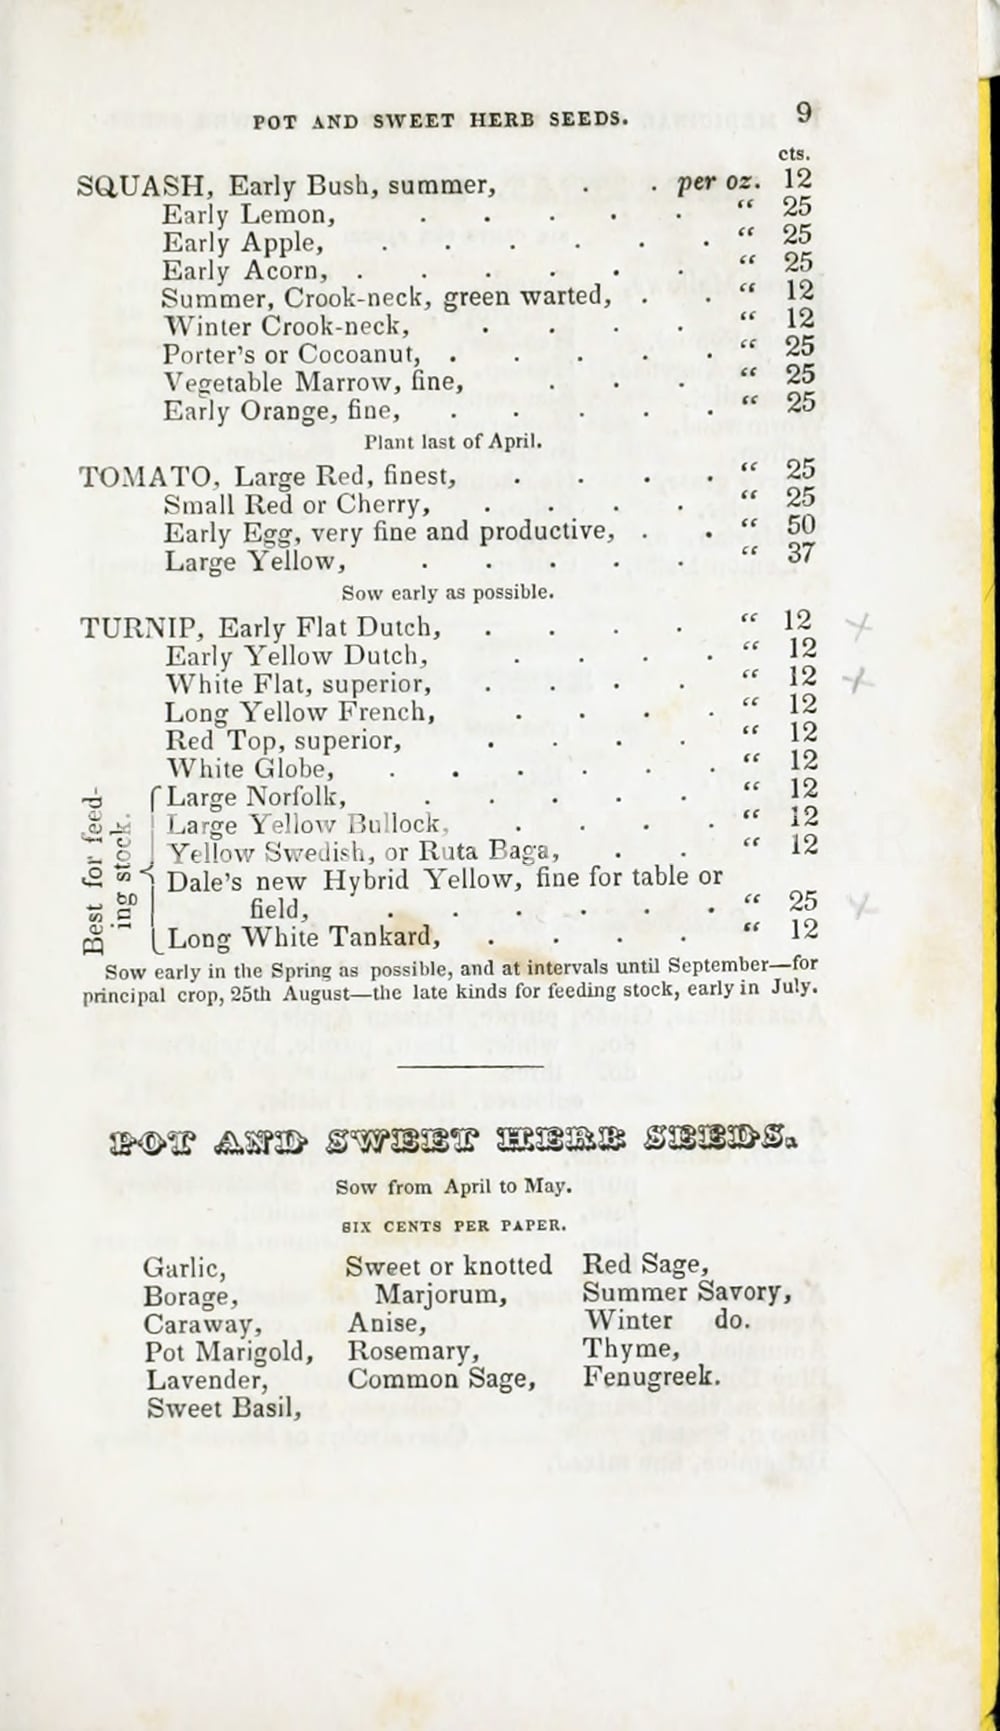 POT AND SWEET HERB SEEDS. 9
cts.
SQUASH, Early Bush, summer, . . per oz. 12
Early Lemon, . . . . . “ 25
Early Apple, . . . . . . “ 25
Early Acorn, . . . . . . “ 25
Summer, Crook-neck, green warted, . . “ 12
Winter Crook-neck, . . . . “ 12
Porter's or Cocoanut, . . . . . “ 25
Vegetable Marrow, fine, . . . “ 25
Early Orange, fine, . . . . . “ 25
Plant last of April.
TOMATO, Large Red, finest, . . . . “ 25
Small Red or Cherry, . . . . “ 25
Early Egg, very fine and productive, . . “ 50
Large Yellow, . . . . . “ 37
Sow early as possible.
TURNIP, Early Flat Dutch, . . . . “ 12
Early Yellow Dutch, . . . . “ 12
White Flat, superior, . . . . “ 12
Long Yellow French, . . . . “ 12
Red Top, superior, . . . . “ 12
White Globe, . . . . . . “ 12
Best for feed-
ing stock.
Large Norfolk, . . . . . “ 12
Large Yellow Bullock, . . . . “ 12
Yellow Swedish, or Ruta Baga, . . “ 12
Dale's new Hybrid Yellow, fine for table or
field, . . . . . . “ 25
Long White Tankard, . . . . “ 12
Sow early in the Spring as possible, and at intervals until September—for
principal crop, 25th August—the late kinds for feeding stock, early in July.
POT AND SWEET HERB SEEDS.
Sow from April to May.
SIX CENTS PER PAPER.
Garlic,
Borage,
Caraway,
Pot Marigold,
Lavender,
Sweet Basil,
Sweet or knotted
Marjorum,
Anise,
Rosemary,
Common Sage,
Red Sage,
Summer Savory,
Winter do.
Thyme,
Fenugreek.